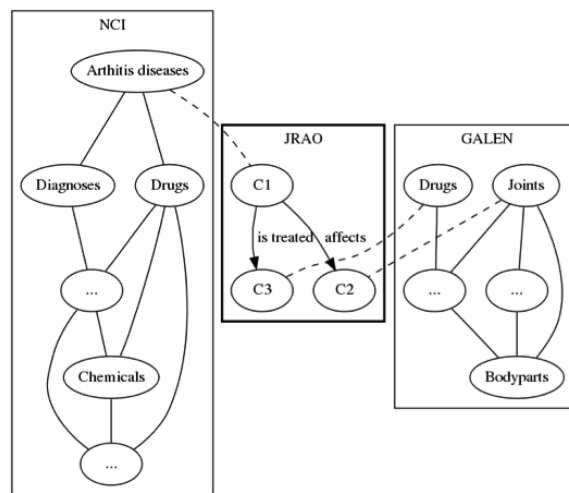 NCI
Arthitis diseases
Diagnoses
Drugs
...
Chemicals
...
JRAO
C1
is treated
affects
C3
C2
GALEN
Drugs
Joints
...
...
Bodyparts